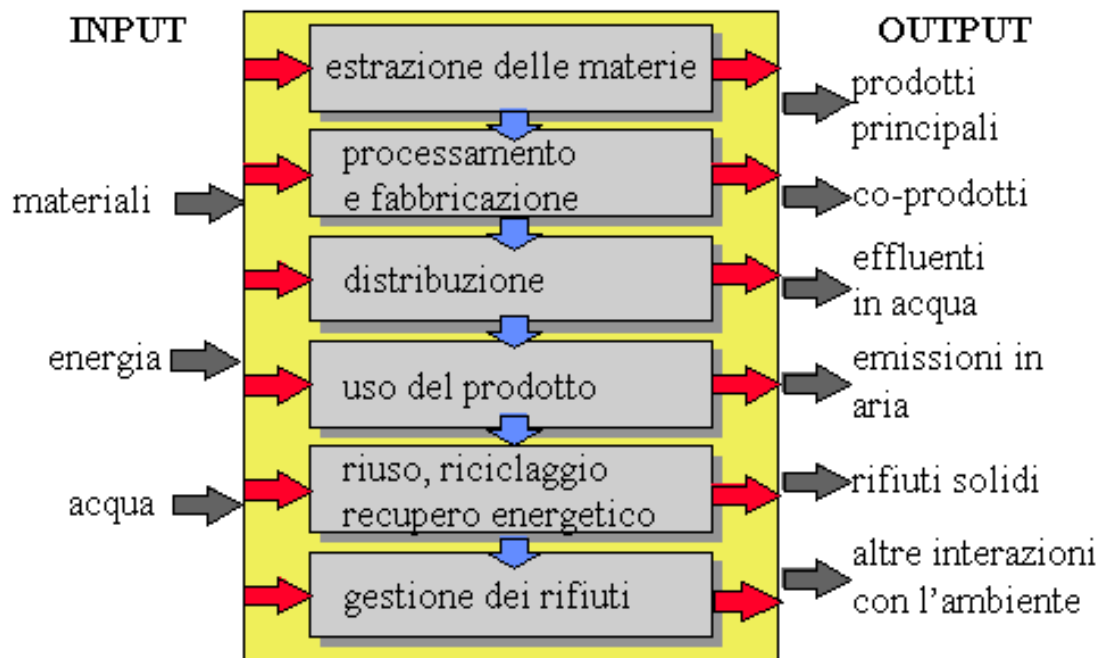 INPUT
OUTPUT
estrazione delle materie
prodotti
principali
processamento
e fabbricazione
materiali
co-prodotti
distribuzione
effluenti
in acqua
energia
uso del prodotto
emissioni in
aria
acqua
riuso, riciclaggio
recupero energetico
rifiuti solidi
gestione dei rifiuti
altre interazioni
con l'ambiente